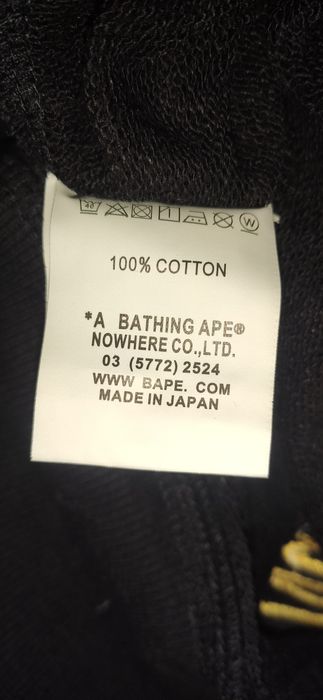 100% COTTON
*A BATHING APE®
NOWHERE CO.,LTD.
03 (5772) 2524
WWW BAPE. COM
MADE IN JAPAN